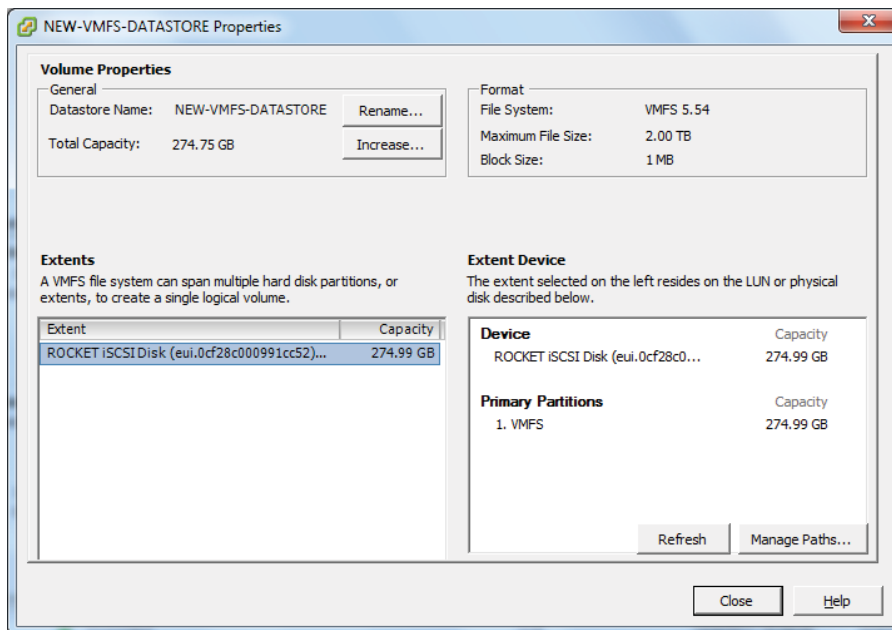 NEW-VMFS-DATASTORE Properties
Volume Properties
General
Datastore Name: NEW-VMFS-DATASTORE Rename...
Total Capacity: 274.75 GB Increase...
Format
File System: VMFS 5.54
Maximum File Size: 2.00 TB
Block Size: 1 MB
Extents
A VMFS file system can span multiple hard disk partitions, or
extents, to create a single logical volume.
Extent Capacity
ROCKET iSCSI Disk (eui.0cf28c000991cc52)... 274.99 GB
Extent Device
The extent selected on the left resides on the LUN or physical
disk described below.
Device Capacity
ROCKET iSCSI Disk (eui.0cf28c0... 274.99 GB
Primary Partitions Capacity
1. VMFS 274.99 GB
Refresh Manage Paths...
Close Help